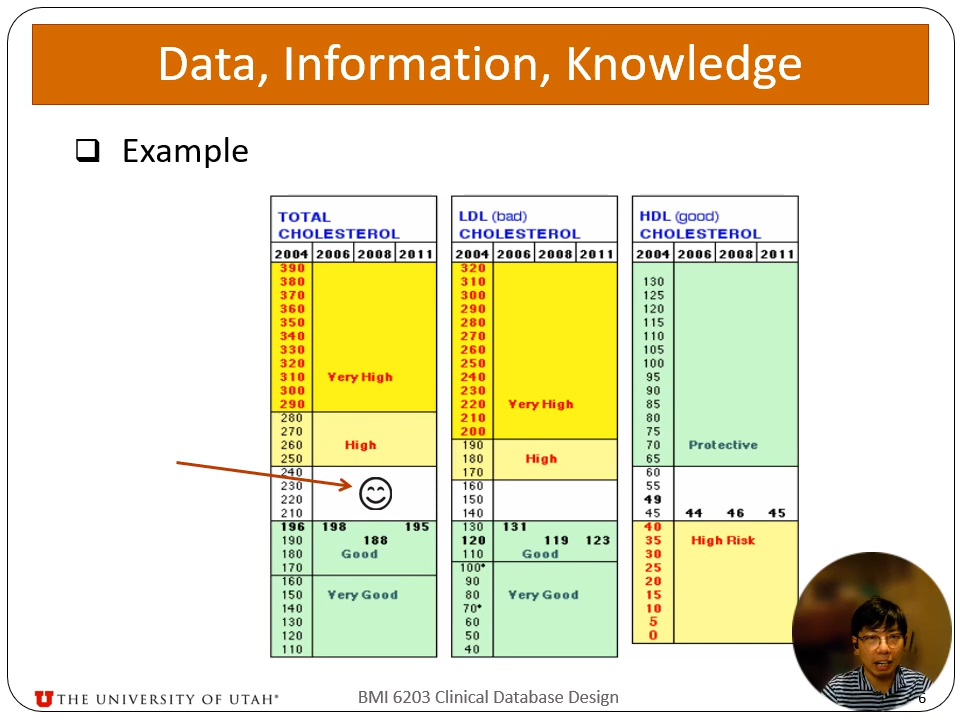 Data, Information, Knowledge
Example
TOTAL
CHOLESTEROL
2004 2006 2008 2011
390
380
370
360
350
340
330
320
310 Very High
300
290
280
270
260 High
250
240
230
220
210
196 198 195
190 188
180 Good
170
160
150 Very Good
140
130
120
110
LDL (bad)
CHOLESTEROL
2004 2006 2008 2011
320
310
300
290
280
270
260
250
240
230
220 Very High
210
200
190
180 High
170
160
150
140
130 131
120 119 123
110 Good
100*
90
80 Very Good
70*
60
50
40
HDL (good)
CHOLESTEROL
2004 2006 2008 2011
130
125
120
115
110
105
100
95
90
85
80
75
70 Protective
65
60
55
49
45 44 46 45
40
35 High Risk
30
25
20
15
10
5
0
U THE UNIVERSITY OF UTAH®
BMI 6203 Clinical Database Design
6